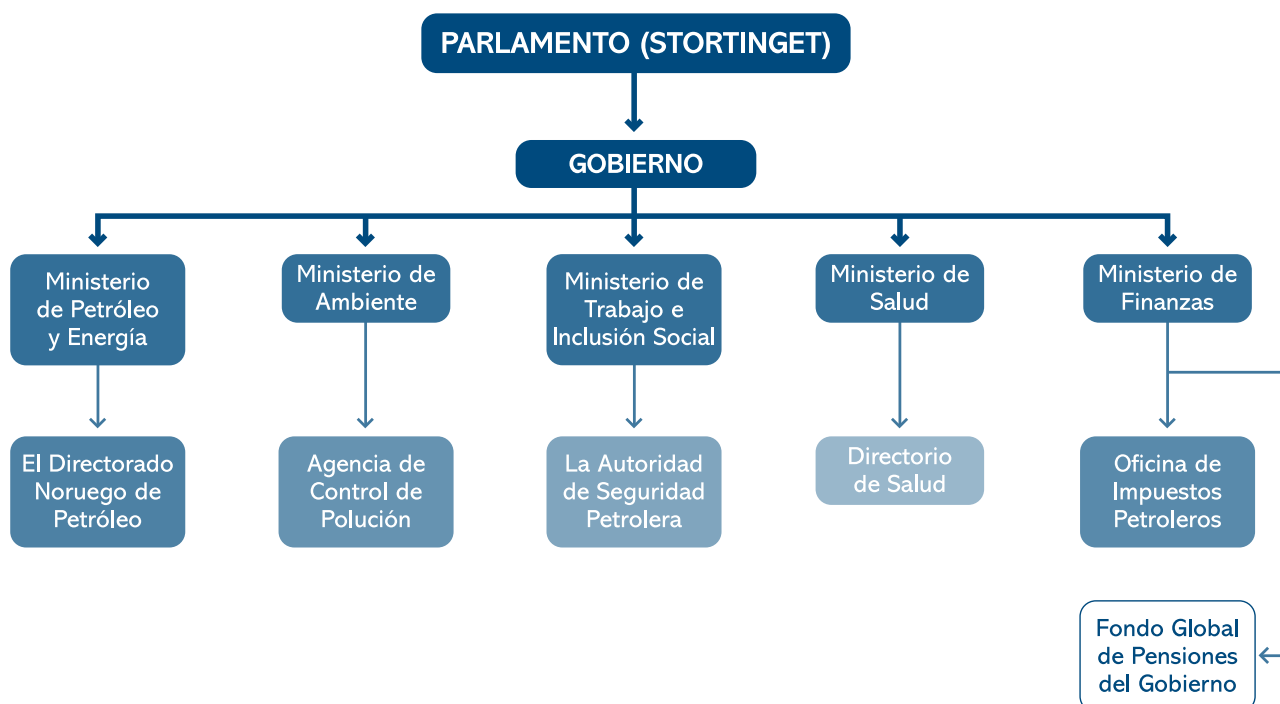 PARLAMENTO (STORTINGET)
GOBIERNO
Ministerio
de Petróleo
y Energía
Ministerio de
Ambiente
Ministerio de
Trabajo e
Inclusión Social
Ministerio de
Salud
Ministerio de
Finanzas
El Directorado
Noruego de
Petróleo
Agencia de
Control de
Polución
La Autoridad
de Seguridad
Petrolera
Directorio
de Salud
Oficina de
Impuestos
Petroleros
Fondo Global
de Pensiones
del Gobierno